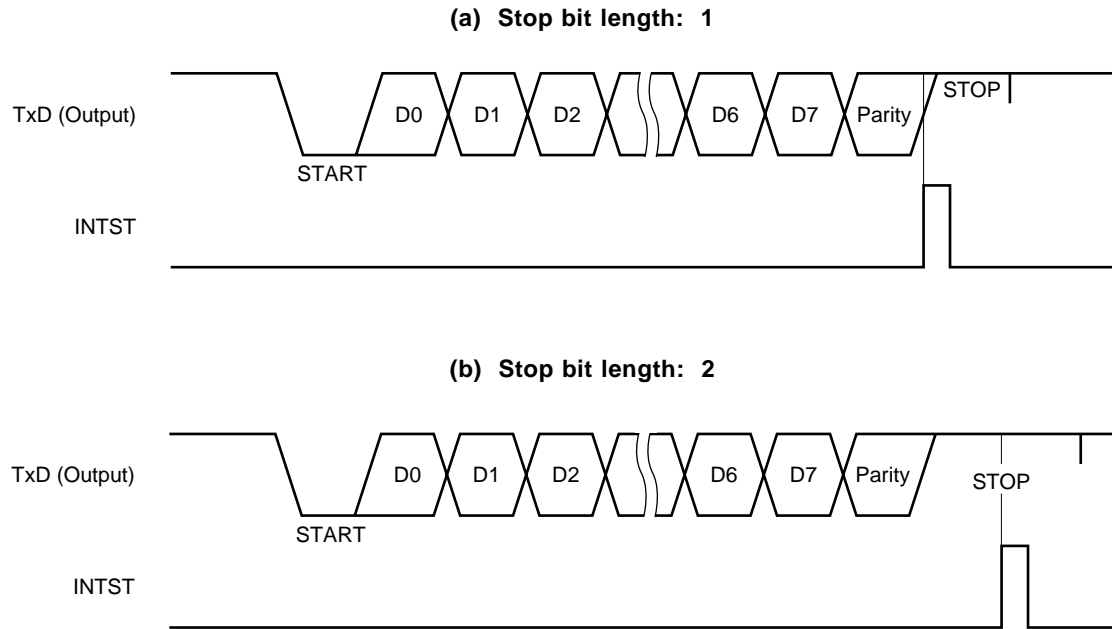 (a) Stop bit length: 1
TxD (Output)
D0 D1 D2 D6 D7 Parity
STOP
START
INTST
(b) Stop bit length: 2
TxD (Output)
D0 D1 D2 D6 D7 Parity
STOP
START
INTST